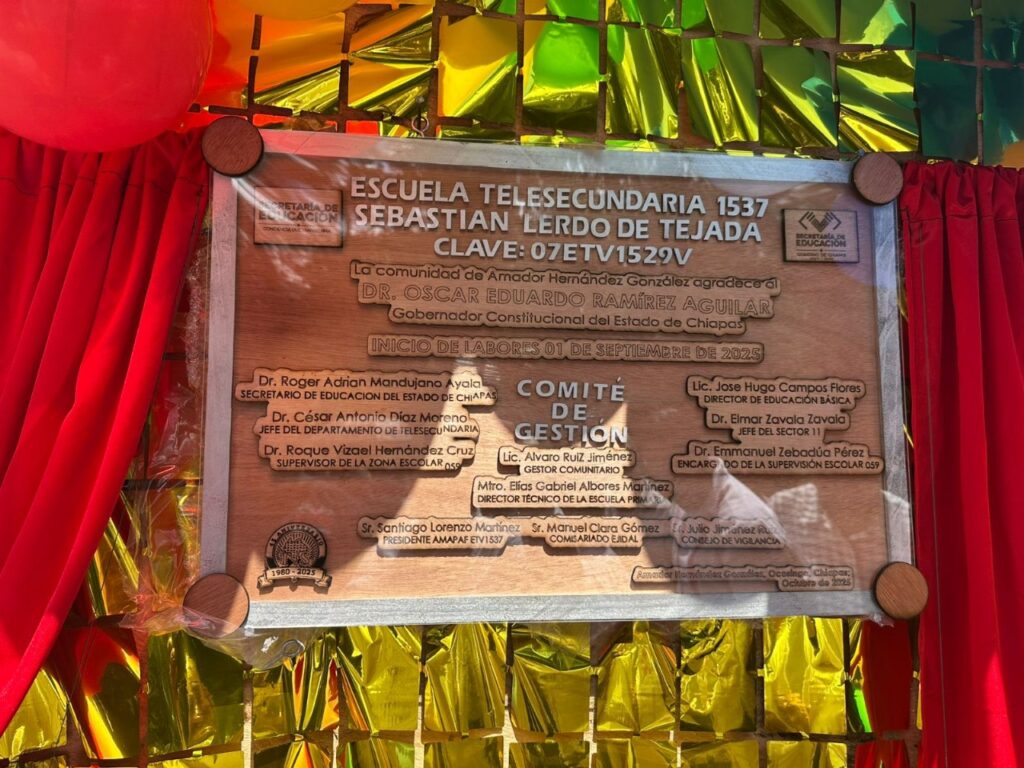 ESCUELA TELESECUNDARIA 1537
SEBASTIAN LERDO DE TEJADA
CLAVE: 07ETV1529V
SECRETARÍA DE
EDUCACIÓN
SECRETARÍA DE
EDUCACIÓN
GOBIERNO DE CHIAPAS
La comunidad de Amador Hernández González agradece al
DR. OSCAR EDUARDO RAMÍREZ AGUILAR
Gobernador Constitucional del Estado de Chiapas
INICIO DE LABORES 01 DE SEPTIEMBRE DE 2025
Dr. Roger Adrian Mandujano Ayala
SECRETARIO DE EDUCACION DEL ESTADO DE CHIAPAS
Dr. César Antonio Díaz Moreno
JEFE DEL DEPARTAMENTO DE TELESECUNDARIA
Dr. Roque Vizael Hernández Cruz
SUPERVISOR DE LA ZONA ESCOLAR 059
COMITÉ
DE
GESTIÓN
Lic. Alvaro Ruiz Jiménez
GESTOR COMUNITARIO
Mtro. Elías Gabriel Albores Martínez
DIRECTOR TÉCNICO DE LA ESCUELA PRIMARIA
Lic. Jose Hugo Campos Flores
DIRECTOR DE EDUCACIÓN BÁSICA
Dr. Elmar Zavala Zavala
JEFE DEL SECTOR 11
Dr. Emmanuel Zebadúa Pérez
ENCARGADO DE LA SUPERVISIÓN ESCOLAR 059
Sr. Santiago Lorenzo Martínez
PRESIDENTE AMAPAF ETV1537
Sr. Manuel Clara Gómez
COMISARIADO EJIDAL
Sr. Julio Jiménez Ruiz
CONSEJO DE VIGILANCIA
1980 - 2025
Amador Hernández González, Ocosingo, Chiapas;
Octubre de 2025